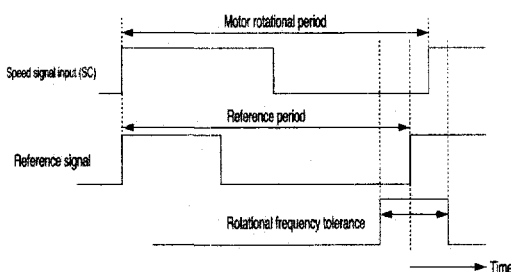 Motor rotational period
Speed signal input (SC)
Reference period
Reference signal
Rotational frequency tolerance
Time